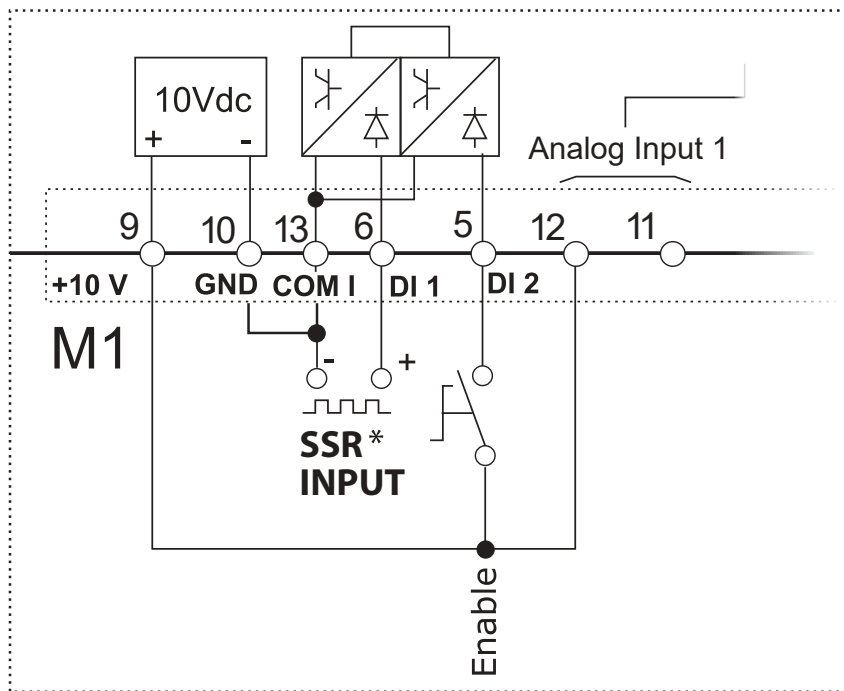 10Vdc
+ -
Analog Input 1
9 10 13 6 5 12 11
+10 V GND COM I DI 1 DI 2
M1
- +
SSR*
INPUT
Enable